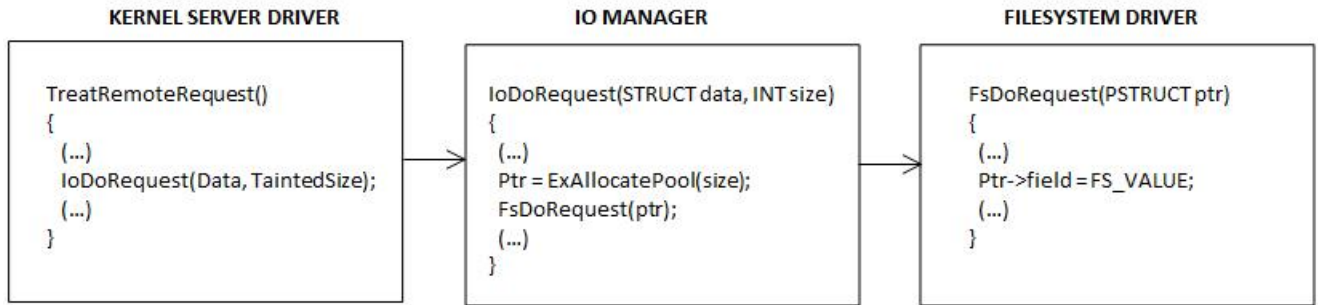 KERNEL SERVER DRIVER
TreatRemoteRequest()
{
(...)
IoDoRequest(Data, TaintedSize);
(...)
}
IO MANAGER
IoDoRequest(STRUCT data, INT size)
{
(...)
Ptr = ExAllocatePool(size);
FsDoRequest(ptr);
(...)
}
FILESYSTEM DRIVER
FsDoRequest(PSTRUCT ptr)
{
(...)
Ptr->field = FS_VALUE;
(...)
}